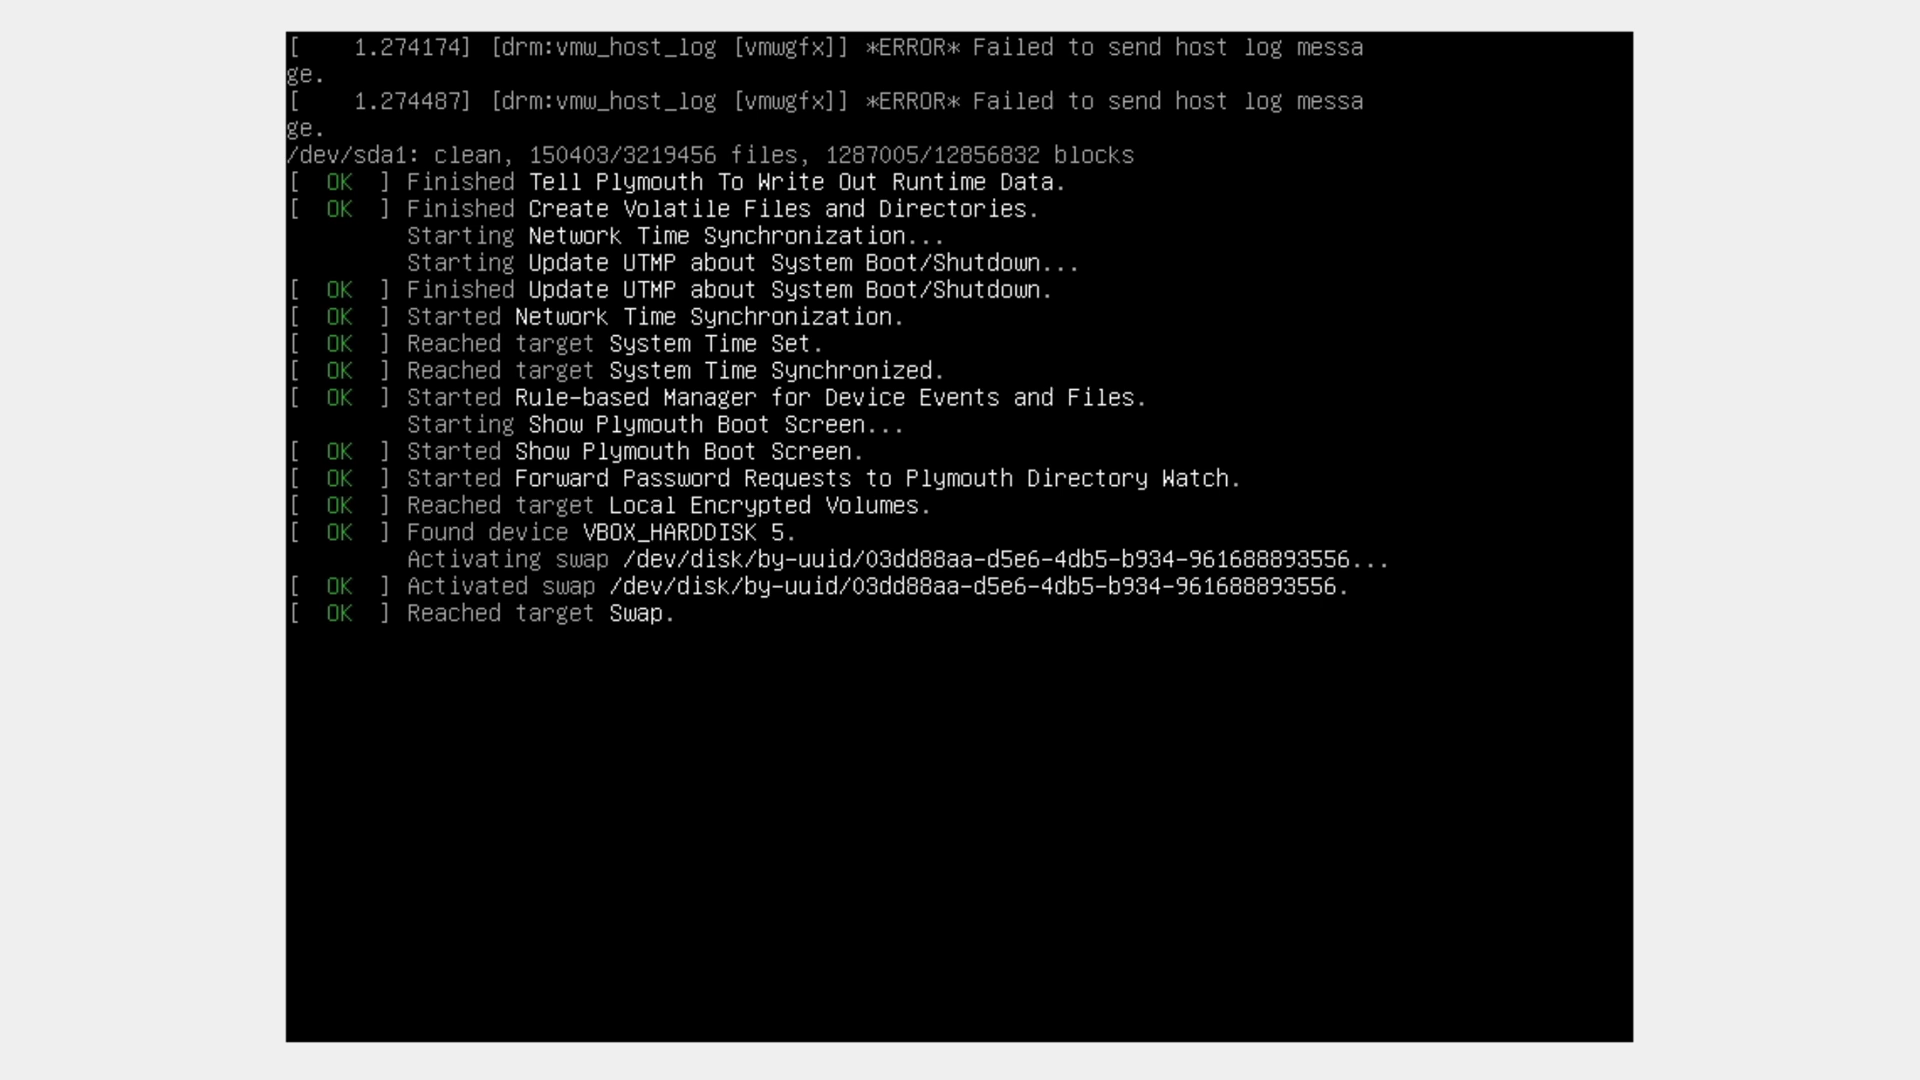 [    1.274174] [drm:vmw_host_log [vmwgfx]] *ERROR* Failed to send host log messa
ge.
[    1.274487] [drm:vmw_host_log [vmwgfx]] *ERROR* Failed to send host log messa
ge.
/dev/sda1: clean, 150403/3219456 files, 1287005/12856832 blocks
[  OK  ] Finished Tell Plymouth To Write Out Runtime Data.
[  OK  ] Finished Create Volatile Files and Directories.
         Starting Network Time Synchronization...
         Starting Update UTMP about System Boot/Shutdown...
[  OK  ] Finished Update UTMP about System Boot/Shutdown.
[  OK  ] Started Network Time Synchronization.
[  OK  ] Reached target System Time Set.
[  OK  ] Reached target System Time Synchronized.
[  OK  ] Started Rule-based Manager for Device Events and Files.
         Starting Show Plymouth Boot Screen...
[  OK  ] Started Show Plymouth Boot Screen.
[  OK  ] Started Forward Password Requests to Plymouth Directory Watch.
[  OK  ] Reached target Local Encrypted Volumes.
[  OK  ] Found device VBOX_HARDDISK 5.
         Activating swap /dev/disk/by-uuid/03dd88aa-d5e6-4db5-b934-961688893556...
[  OK  ] Activated swap /dev/disk/by-uuid/03dd88aa-d5e6-4db5-b934-961688893556.
[  OK  ] Reached target Swap.